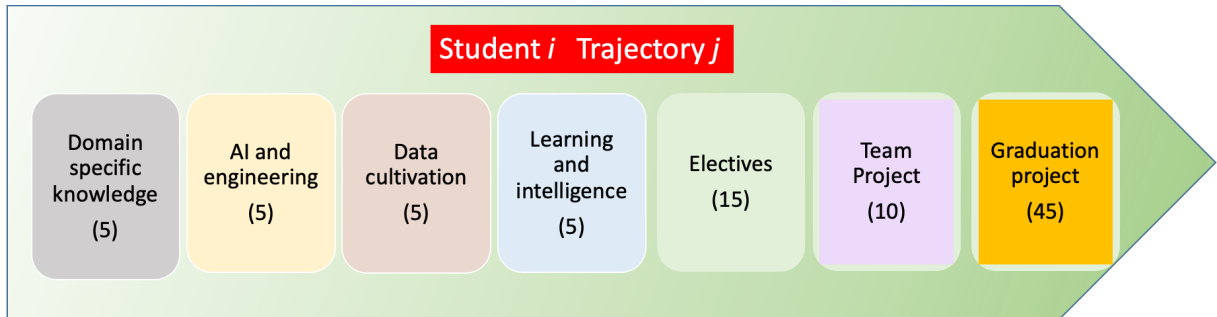 Student i Trajectory j
Domain
specific
knowledge
(5)
AI and
engineering
(5)
Data
cultivation
(5)
Learning
and
intelligence
(5)
Electives
(15)
Team
Project
(10)
Graduation
project
(45)